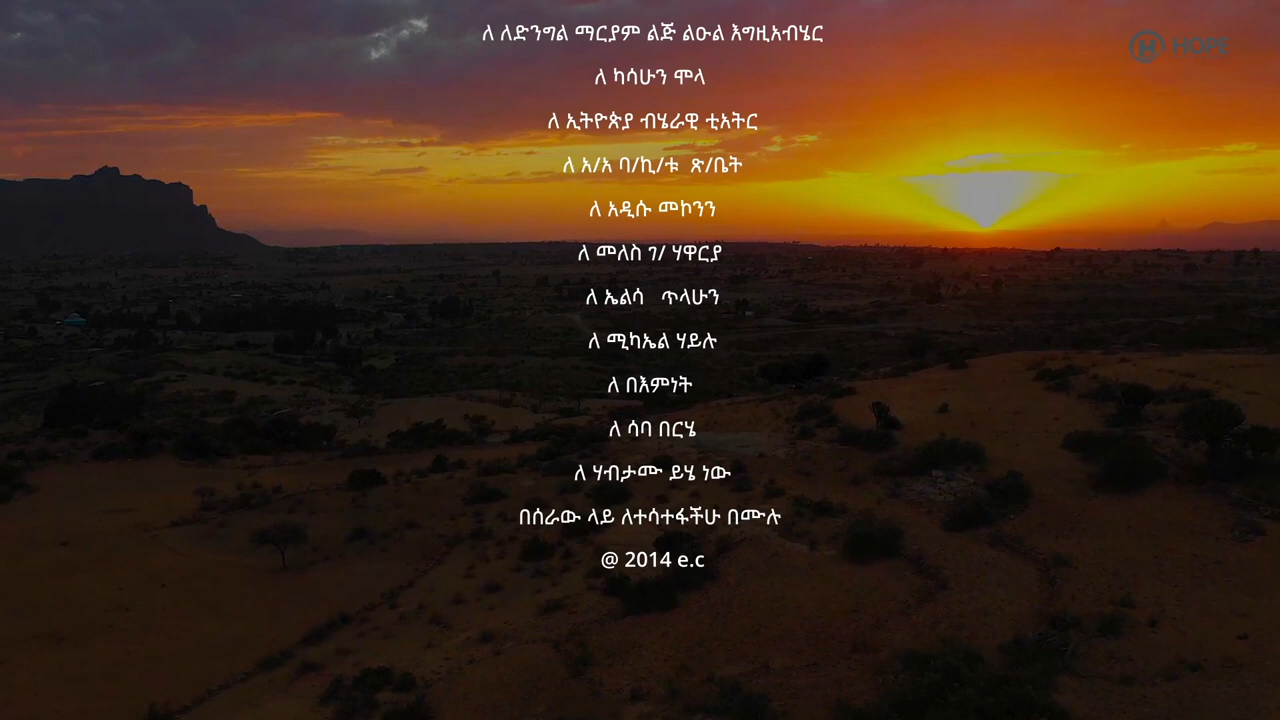 ለ ለድንግል ማርያም ልጅ ልዑል እግዚአብሄር
HOPE
ለ ካሳሁን ሞላ
ለ ኢትዮጵያ ብሄራዊ ቲአትር
ለ አ/አ ባ/ኪ/ቱ ጽ/ቤት
ለ አዲሱ መኮንን
ለ መለስ ገ/ ሃዋርያ
ለ ኤልሳ ጥላሁን
ለ ሚካኤል ሃይሉ
ለ በእምነት
ለ ሳባ በርሄ
ለ ሃብታሙ ይሄ ነው
በሰራው ላይ ለተሳተፋችሁ በሙሉ
@ 2014 e.c